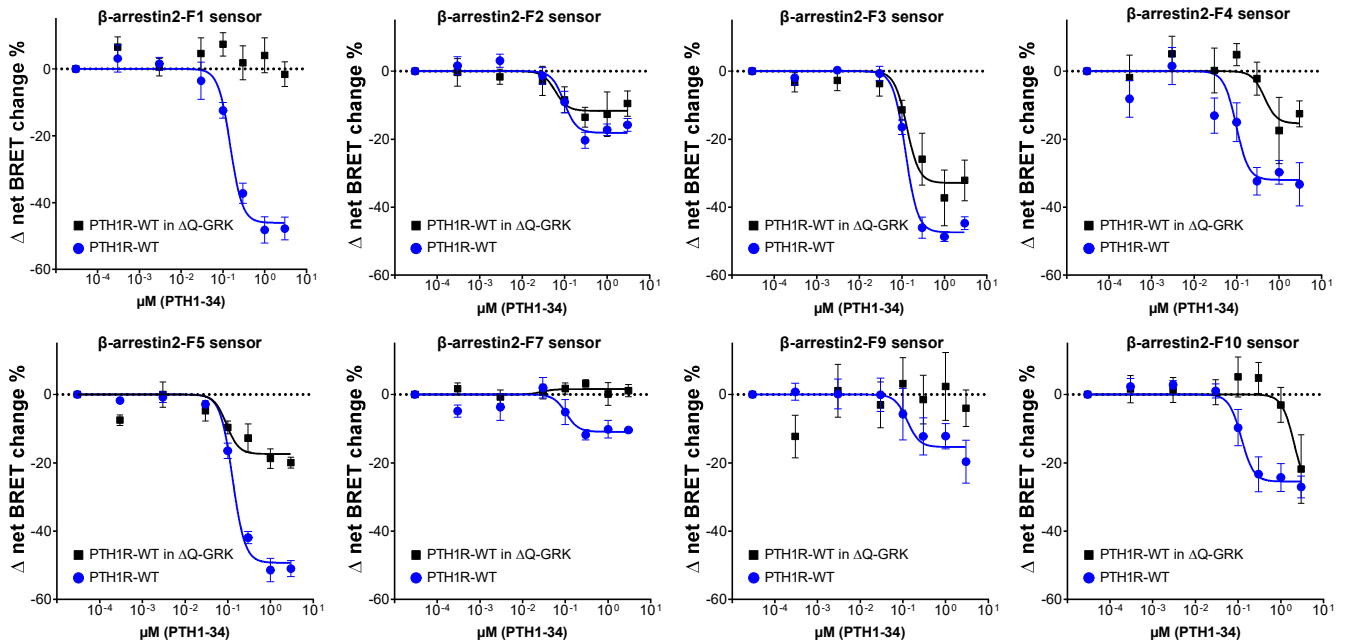 β-arrestin2-F1 sensor
Δ net BRET change %
0
-20
-40
-60
PTH1R-WT in ΔQ-GRK
PTH1R-WT
10-4 10-3 10-2 10-1 100 101
µM (PTH1-34)
β-arrestin2-F2 sensor
Δ net BRET change %
0
-20
-40
-60
PTH1R-WT in ΔQ-GRK
PTH1R-WT
10-4 10-3 10-2 10-1 100 101
µM (PTH1-34)
β-arrestin2-F3 sensor
Δ net BRET change %
0
-20
-40
-60
PTH1R-WT in ΔQ-GRK
PTH1R-WT
10-4 10-3 10-2 10-1 100 101
µM (PTH1-34)
β-arrestin2-F4 sensor
Δ net BRET change %
0
-20
-40
-60
PTH1R-WT in ΔQ-GRK
PTH1R-WT
10-4 10-3 10-2 10-1 100 101
µM (PTH1-34)
β-arrestin2-F5 sensor
Δ net BRET change %
0
-20
-40
-60
PTH1R-WT in ΔQ-GRK
PTH1R-WT
10-4 10-3 10-2 10-1 100 101
µM (PTH1-34)
β-arrestin2-F7 sensor
Δ net BRET change %
0
-20
-40
-60
PTH1R-WT in ΔQ-GRK
PTH1R-WT
10-4 10-3 10-2 10-1 100 101
µM (PTH1-34)
β-arrestin2-F9 sensor
Δ net BRET change %
0
-20
-40
-60
PTH1R-WT in ΔQ-GRK
PTH1R-WT
10-4 10-3 10-2 10-1 100 101
µM (PTH1-34)
β-arrestin2-F10 sensor
Δ net BRET change %
0
-20
-40
-60
PTH1R-WT in ΔQ-GRK
PTH1R-WT
10-4 10-3 10-2 10-1 100 101
µM (PTH1-34)